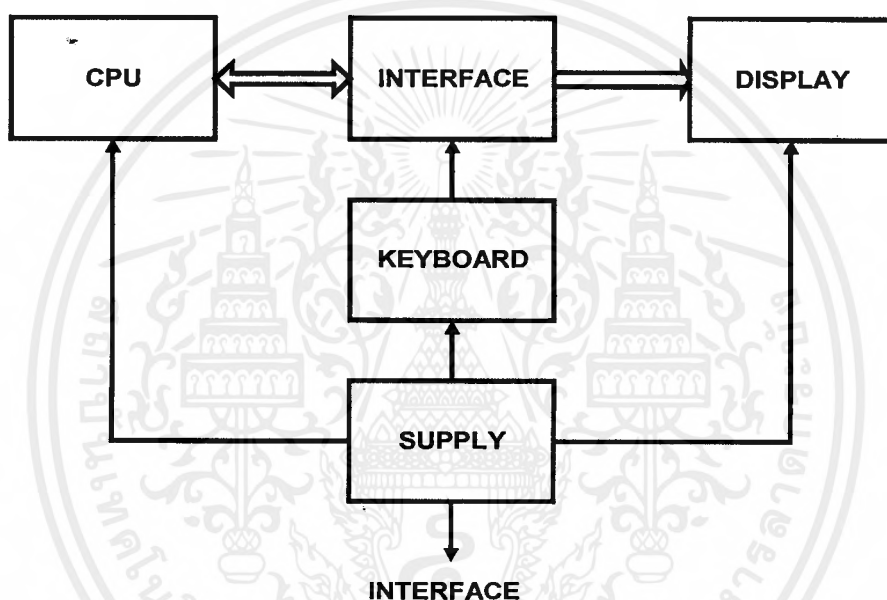 CPU
INTERFACE
DISPLAY
KEYBOARD
SUPPLY
INTERFACE